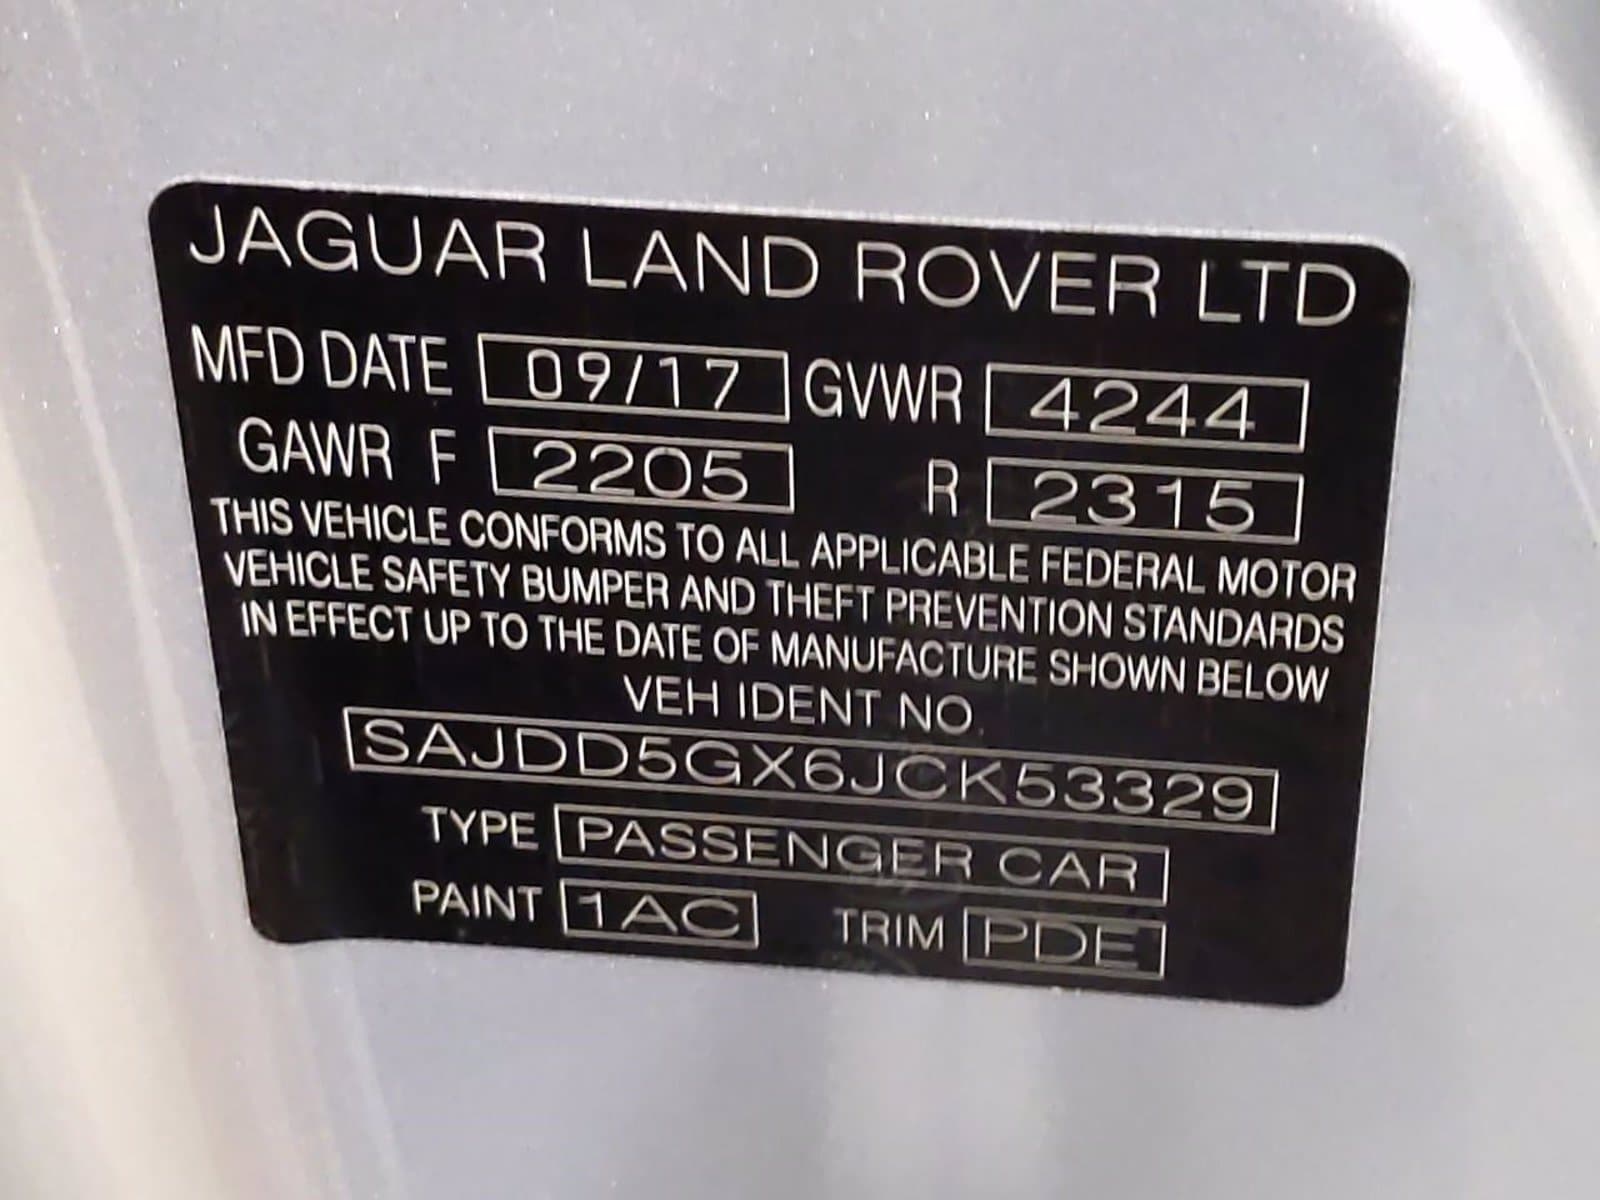 JAGUAR LAND ROVER LTD
MFD DATE 09/17 GVWR 4244
GAWR F 2205 R 2315
THIS VEHICLE CONFORMS TO ALL APPLICABLE FEDERAL MOTOR
VEHICLE SAFETY BUMPER AND THEFT PREVENTION STANDARDS
IN EFFECT UP TO THE DATE OF MANUFACTURE SHOWN BELOW
VEH IDENT NO.
SAJDD5GX6JCK53329
TYPE PASSENGER CAR
PAINT 1AC TRIM PDE